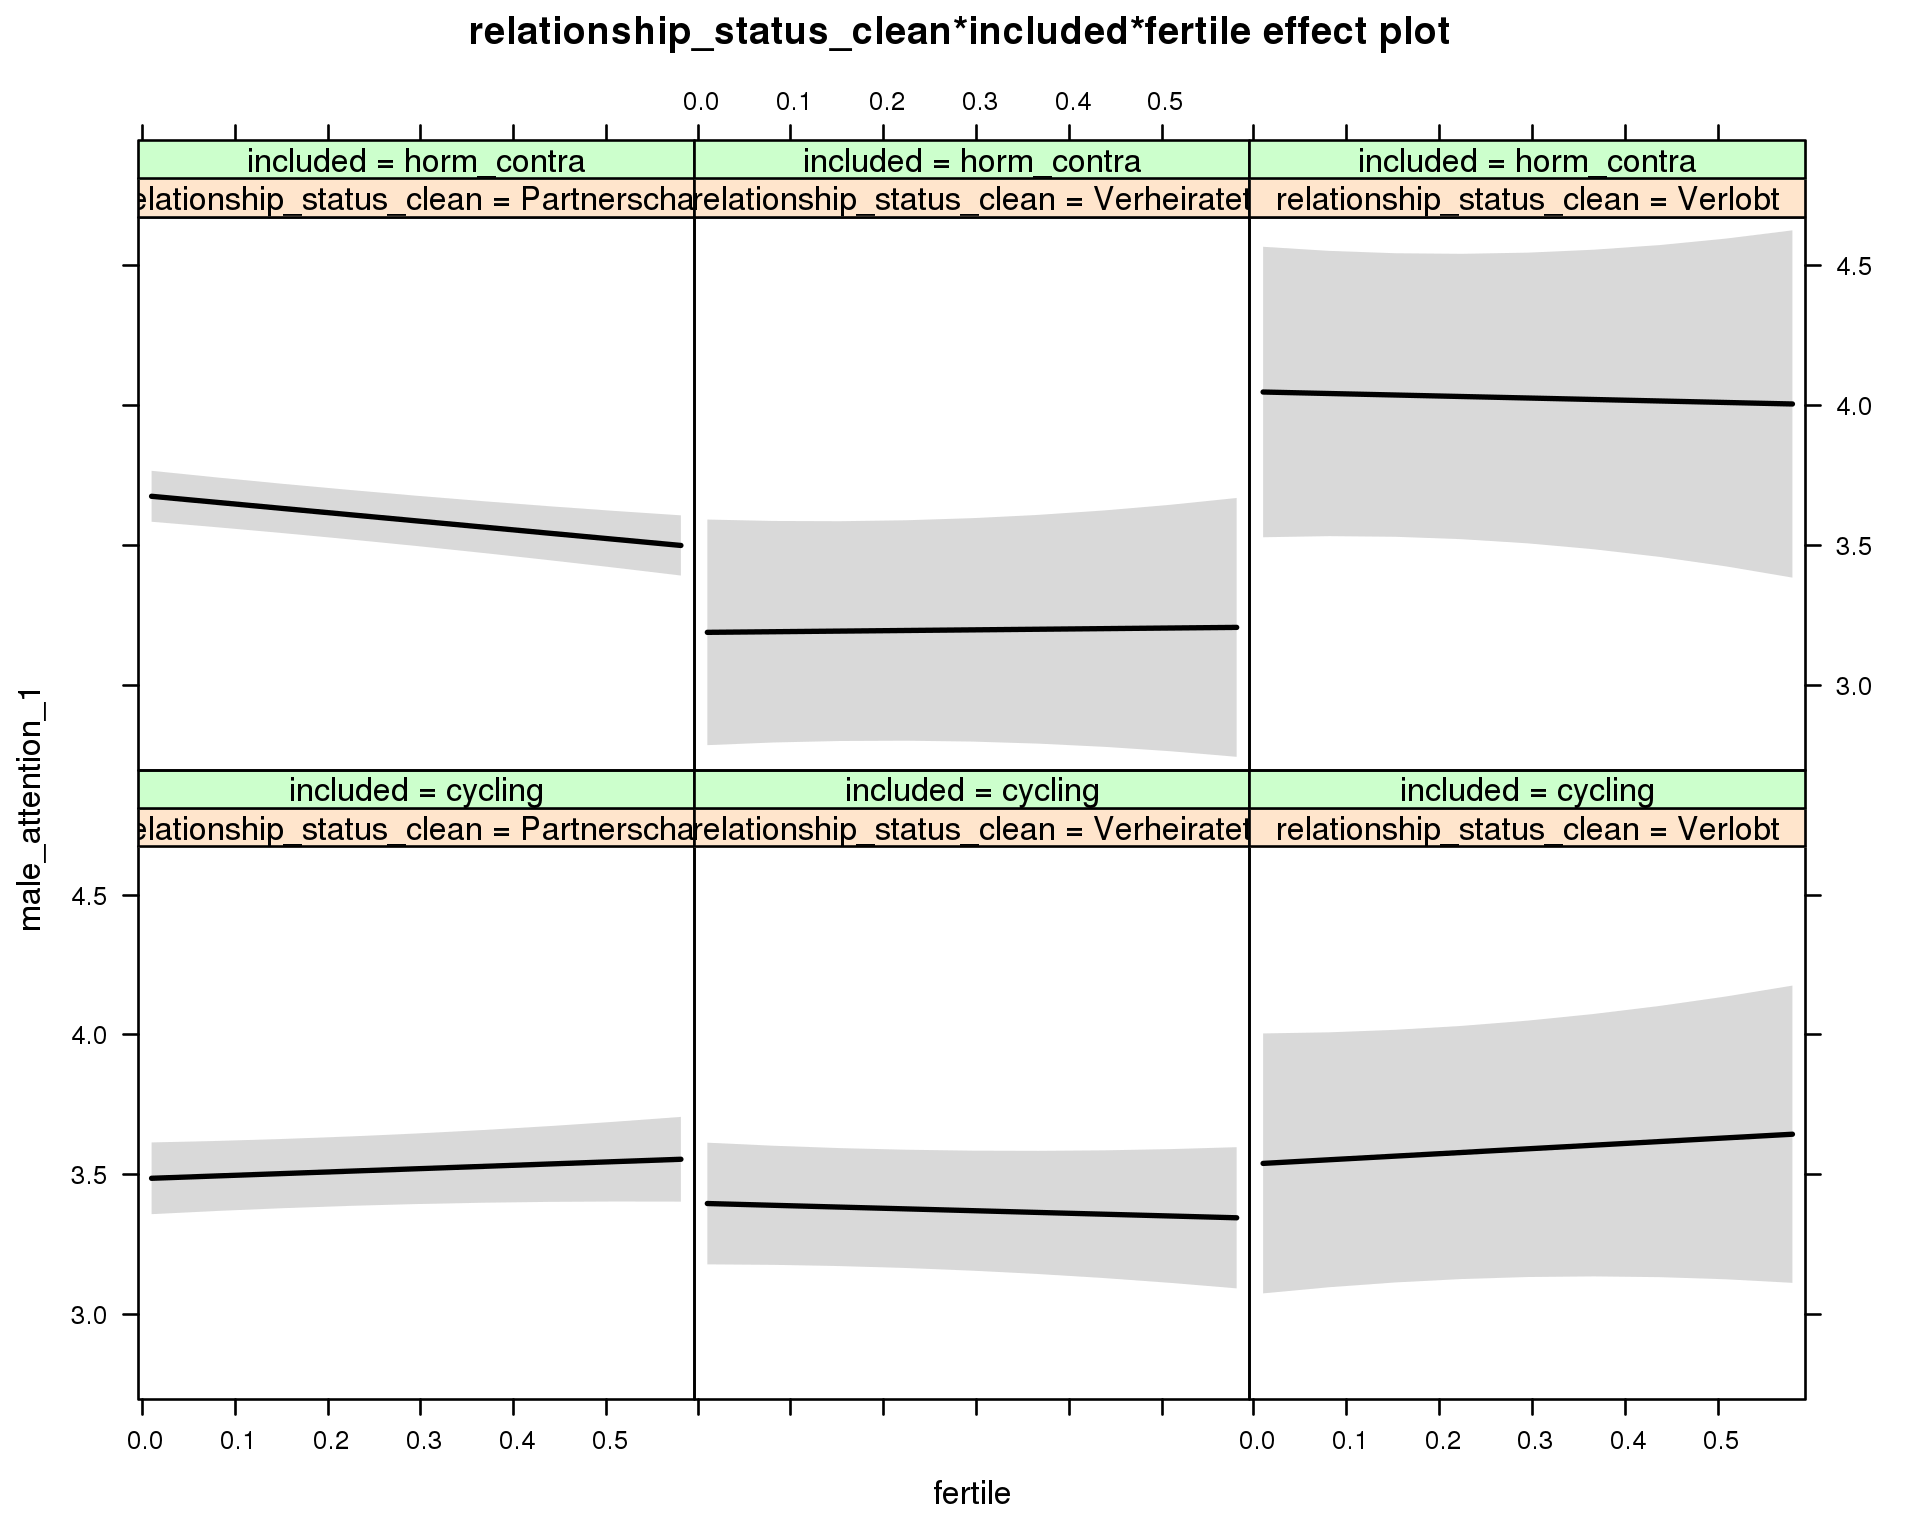 relationship_status_clean*included*fertile effect plot
0.0 0.1 0.2 0.3 0.4 0.5
included = horm_contra included = horm_contra included = horm_contra
elationship_status_clean = Partnerscha relationship_status_clean = Verheiratet relationship_status_clean = Verlobt
4.5
4.0
3.5
3.0
male_attention_1
included = cycling included = cycling included = cycling
elationship_status_clean = Partnerscha relationship_status_clean = Verheiratet relationship_status_clean = Verlobt
4.5
4.0
3.5
3.0
0.0 0.1 0.2 0.3 0.4 0.5 0.0 0.1 0.2 0.3 0.4 0.5
fertile